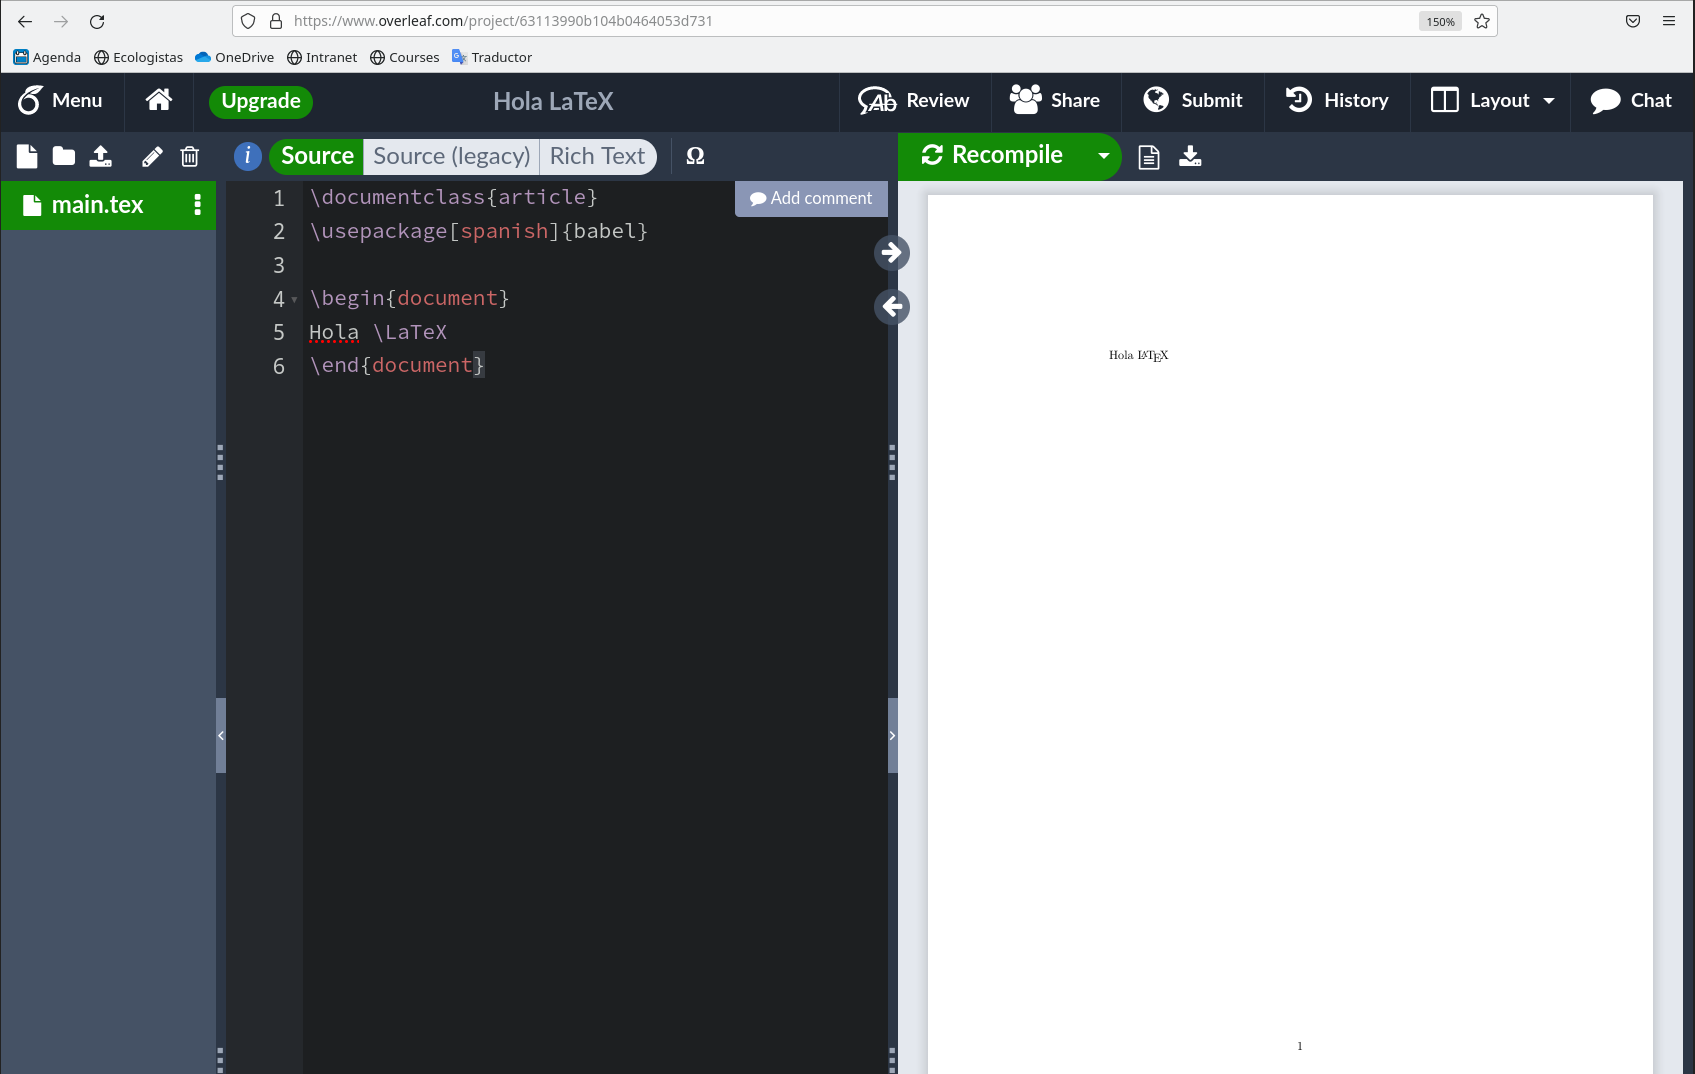 https://www.overleaf.com/project/63113990b104b0464053d731 150%
Agenda Ecologistas OneDrive Intranet Courses Traductor
Menu Upgrade Hola LaTeX Review Share Submit History Layout Chat
i Source Source (legacy) Rich Text Ω Recompile
main.tex
Add comment
1 \documentclass{article}
2 \usepackage[spanish]{babel}
3
4 \begin{document}
5 Hola \LaTeX
6 \end{document}
Hola LATEX
1